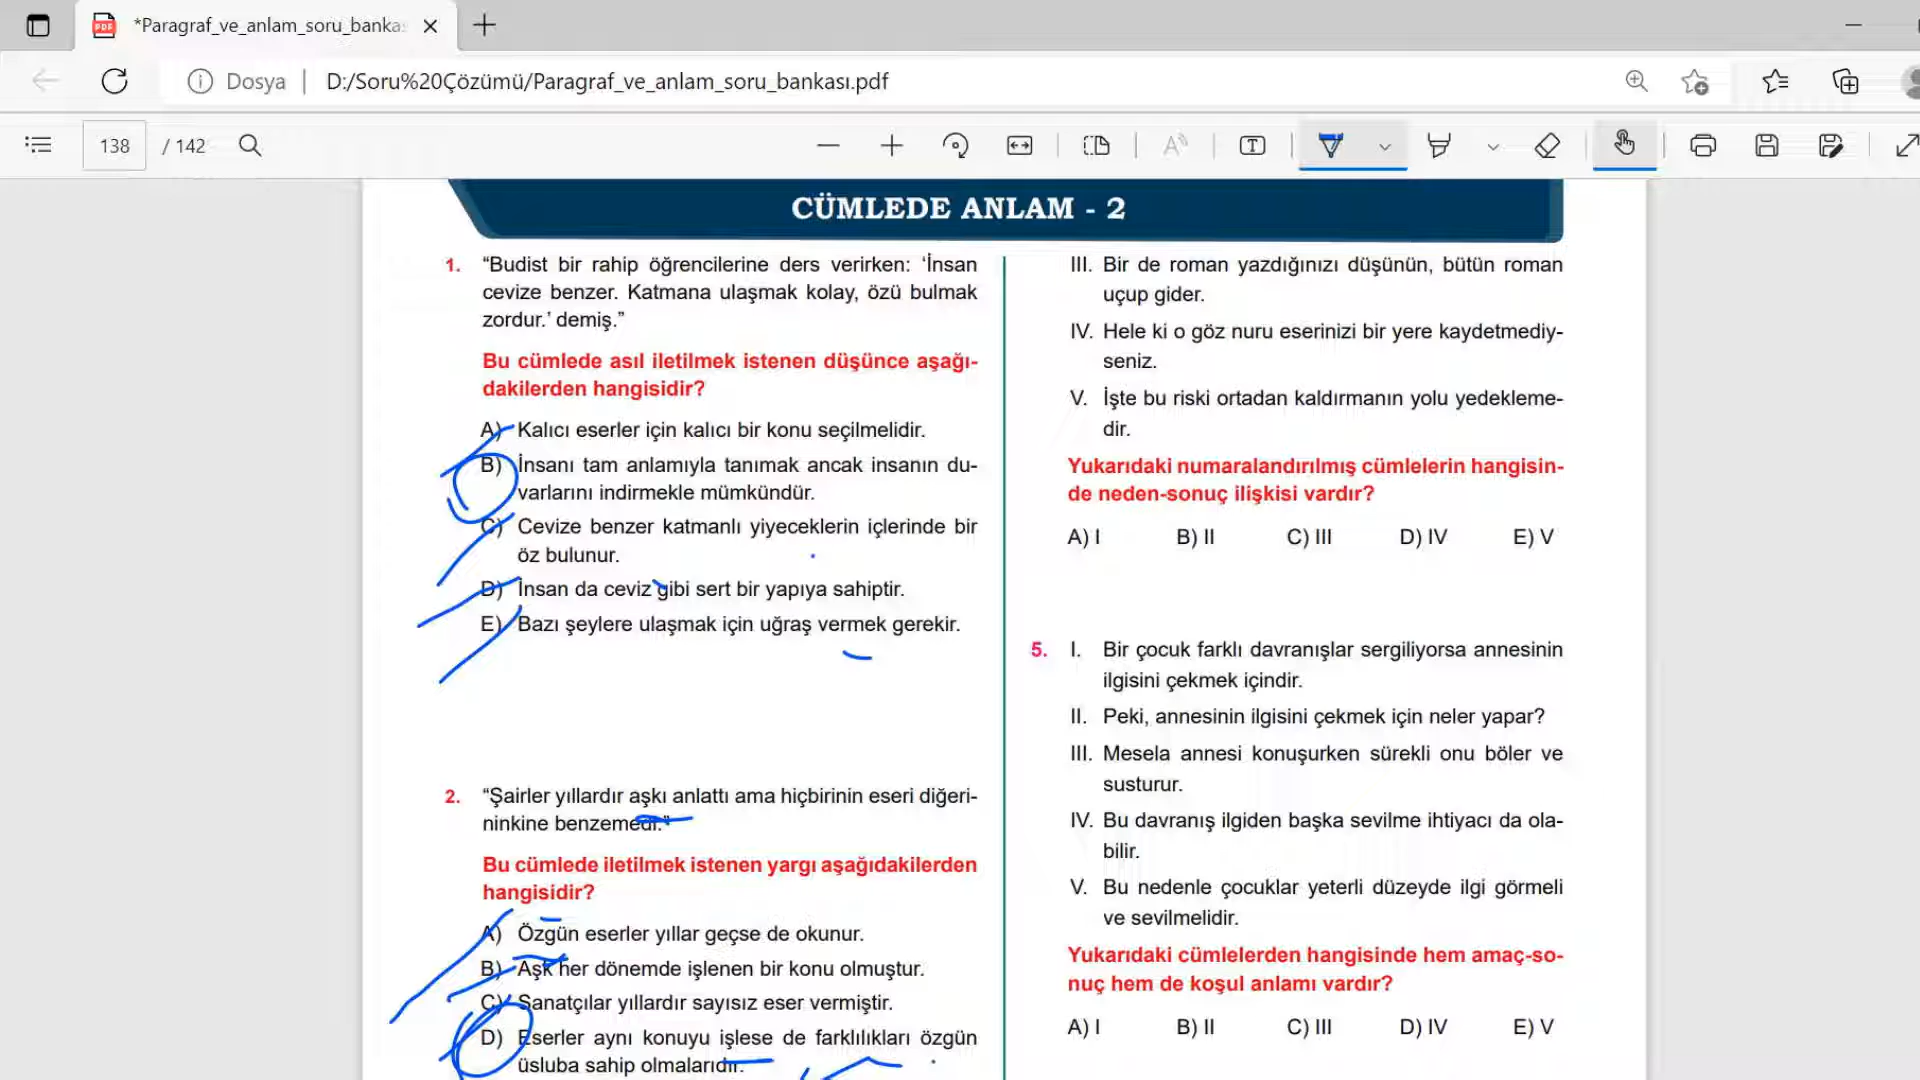 *Paragraf_ve_anlam_soru_banka
Dosya
D:/Soru%20Çözümü/Paragraf_ve_anlam_soru_bankası.pdf
138 / 142
CÜMLEDE ANLAM - 2
1. “Budist bir rahip öğrencilerine ders verirken: ‘İnsan
cevize benzer. Katmana ulaşmak kolay, özü bulmak
zordur.’ demiş.”
Bu cümlede asıl iletilmek istenen düşünce aşağı-
dakilerden hangisidir?
A) Kalıcı eserler için kalıcı bir konu seçilmelidir.
B) İnsanı tam anlamıyla tanımak ancak insanın du-
varlarını indirmekle mümkündür.
C) Cevize benzer katmanlı yiyeceklerin içlerinde bir
öz bulunur.
D) İnsan da ceviz gibi sert bir yapıya sahiptir.
E) Bazı şeylere ulaşmak için uğraş vermek gerekir.
2. “Şairler yıllardır aşkı anlattı ama hiçbirinin eseri diğeri-
ninkine benzemedi.”
Bu cümlede iletilmek istenen yargı aşağıdakilerden
hangisidir?
A) Özgün eserler yıllar geçse de okunur.
B) Aşk her dönemde işlenen bir konu olmuştur.
C) Sanatçılar yıllardır sayısız eser vermiştir.
D) Eserler aynı konuyu işlese de farklılıkları özgün
üsluba sahip olmalarıdır.
III. Bir de roman yazdığınızı düşünün, bütün roman
uçup gider.
IV. Hele ki o göz nuru eserinizi bir yere kaydetmediy-
seniz.
V. İşte bu riski ortadan kaldırmanın yolu yedekleme-
dir.
Yukarıdaki numaralandırılmış cümlelerin hangisin-
de neden-sonuç ilişkisi vardır?
A) I B) II C) III D) IV E) V
5. I. Bir çocuk farklı davranışlar sergiliyorsa annesinin
ilgisini çekmek içindir.
II. Peki, annesinin ilgisini çekmek için neler yapar?
III. Mesela annesi konuşurken sürekli onu böler ve
susturur.
IV. Bu davranış ilgiden başka sevilme ihtiyacı da ola-
bilir.
V. Bu nedenle çocuklar yeterli düzeyde ilgi görmeli
ve sevilmelidir.
Yukarıdaki cümlelerden hangisinde hem amaç-so-
nuç hem de koşul anlamı vardır?
A) I B) II C) III D) IV E) V